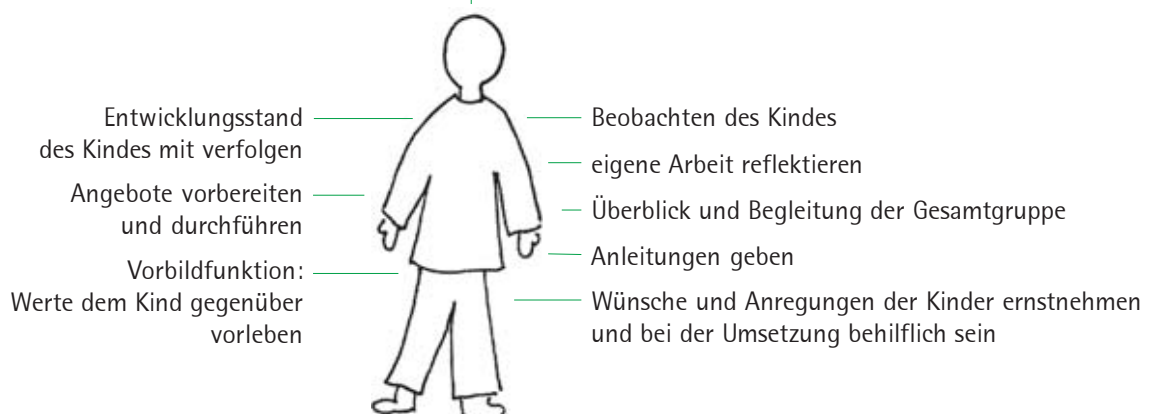 Entwicklungsstand
des Kindes mit verfolgen
Angebote vorbereiten
und durchführen
Vorbildfunktion:
Werte dem Kind gegenüber
vorleben
Beobachten des Kindes
eigene Arbeit reflektieren
Überblick und Begleitung der Gesamtgruppe
Anleitungen geben
Wünsche und Anregungen der Kinder ernstnehmen
und bei der Umsetzung behilflich sein